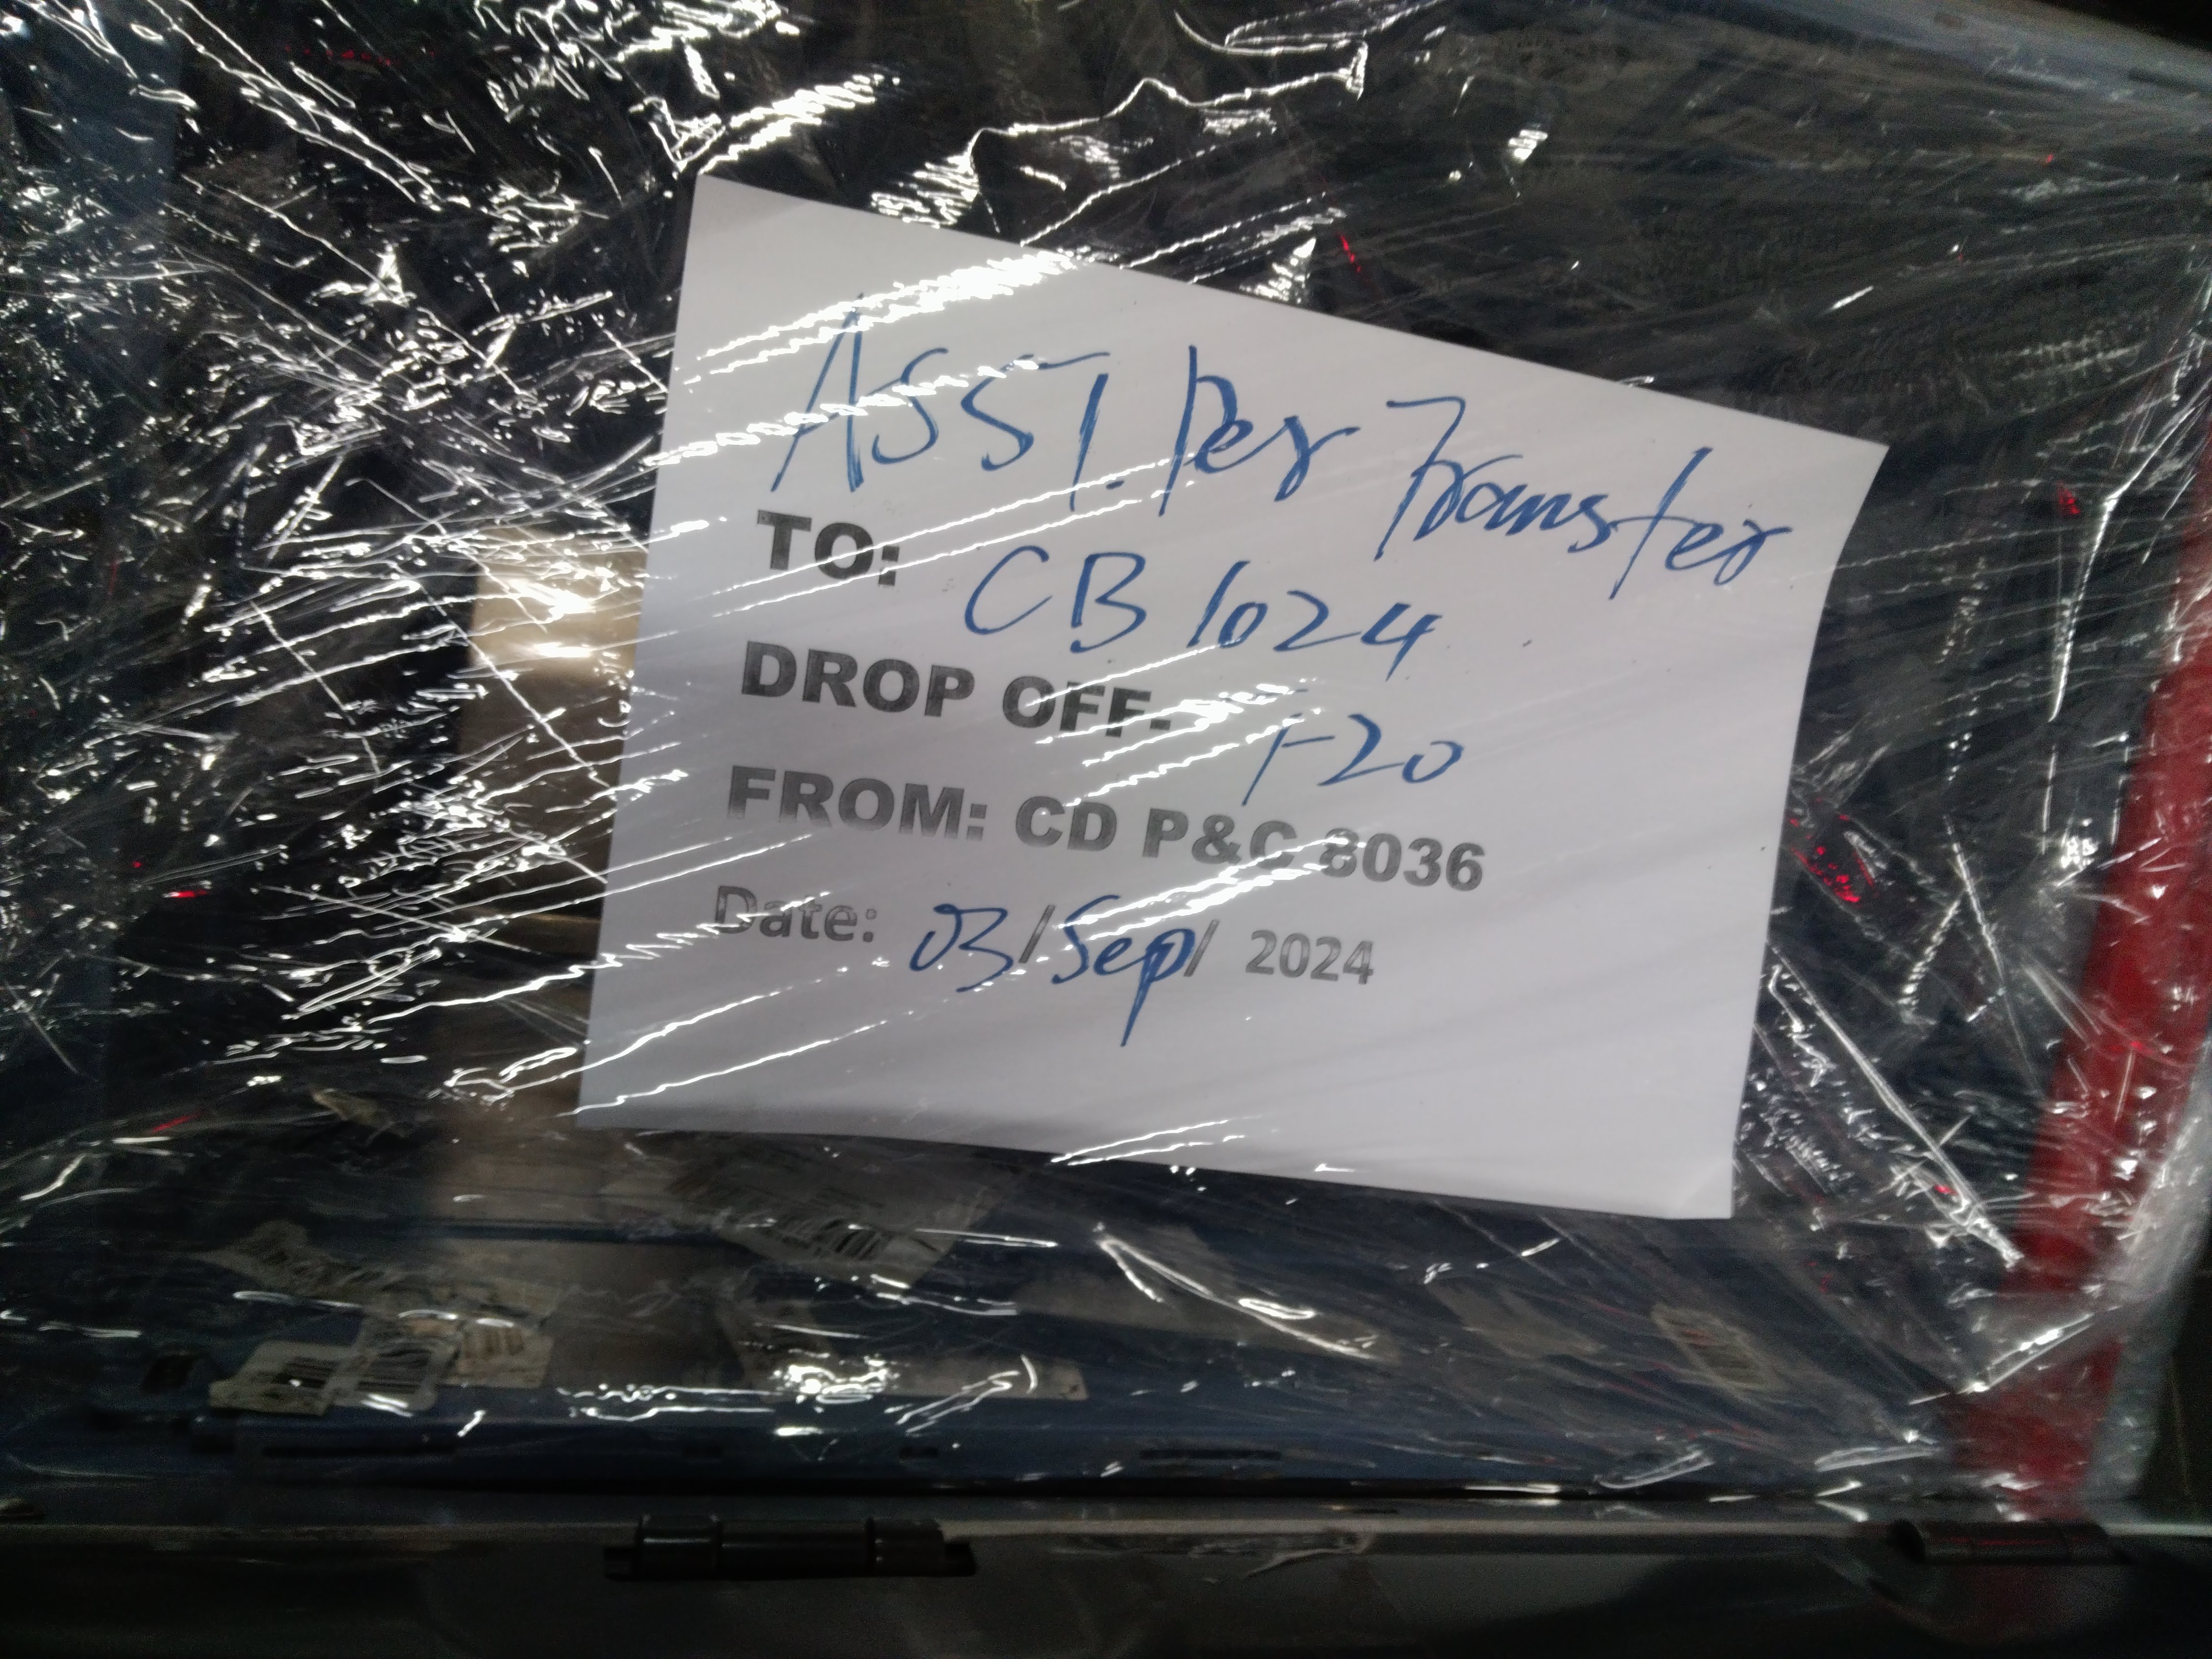 ASST. Per Transfer
TO: CB 1024
DROP OFF- F20
FROM: CD P&C 8036
Date: 03/Sep/ 2024